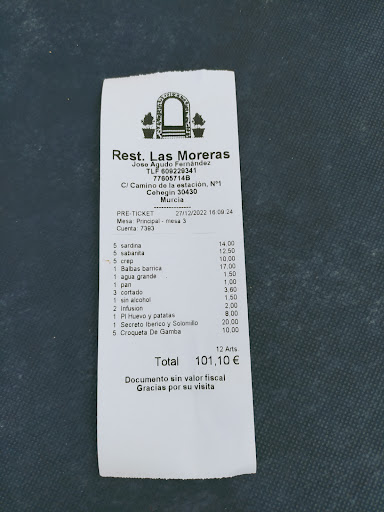 Rest. Las Moreras
Jose Agudo Fernández
TLF 609229341
77605714B
C/ Camino de la estación, Nº1
Cehegin 30430
Murcia
---------------
PRE-TICKET 27/12/2022 16:09:24
Mesa: Principal - mesa 3
Cuenta: 7393
5 sardina 14,00
5 sabanita 12,50
5 crep 10,00
1 Balbas barrica 17,00
1 agua grande 1,50
1 pan 1,00
3 cortado 3,60
1 sin alcohol 1,50
2 Infusion 2,00
1 Pl Huevo y patatas 8,00
1 Secreto Iberico y Solomillo 20,00
5 Croqueta De Gamba 10,00
12 Arts
Total 101,10 €
Documento sin valor fiscal
Gracias por su visita